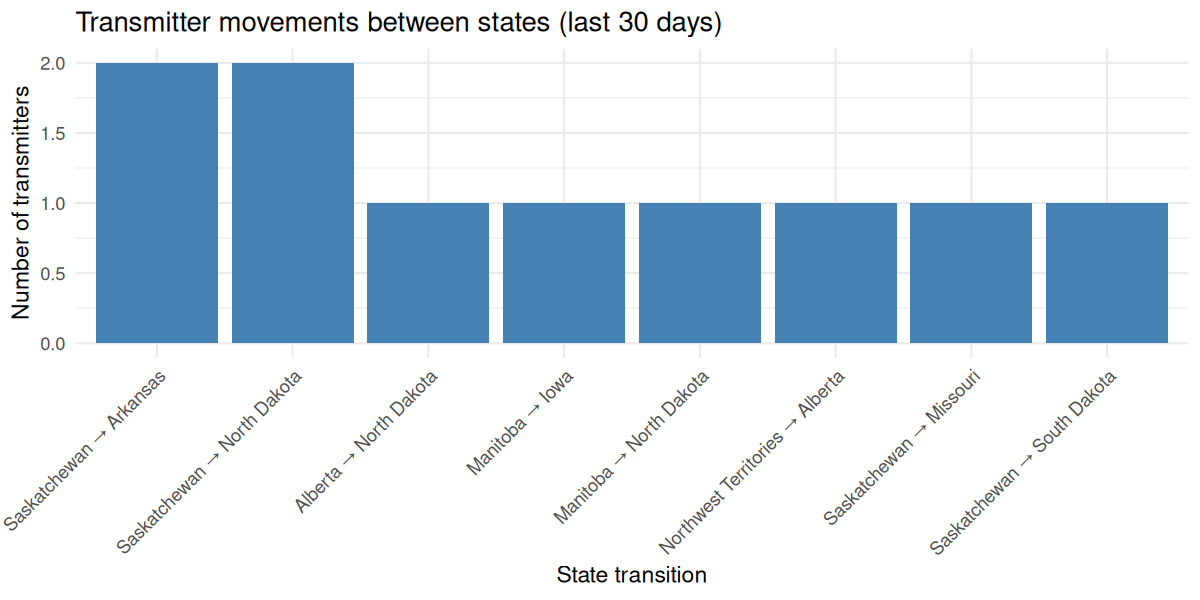 Transmitter movements between states (last 30 days)
Number of transmitters
2.0
1.5
1.0
0.5
0.0
Saskatchewan → Arkansas
Saskatchewan → North Dakota
Alberta → North Dakota
Manitoba → Iowa
Manitoba → North Dakota
Northwest Territories → Alberta
Saskatchewan → Missouri
Saskatchewan → South Dakota
State transition